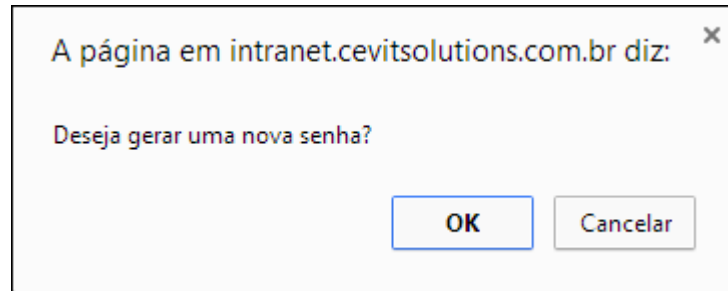 A página em intranet.cevitsolutions.com.br diz:
Deseja gerar uma nova senha?
OK Cancelar